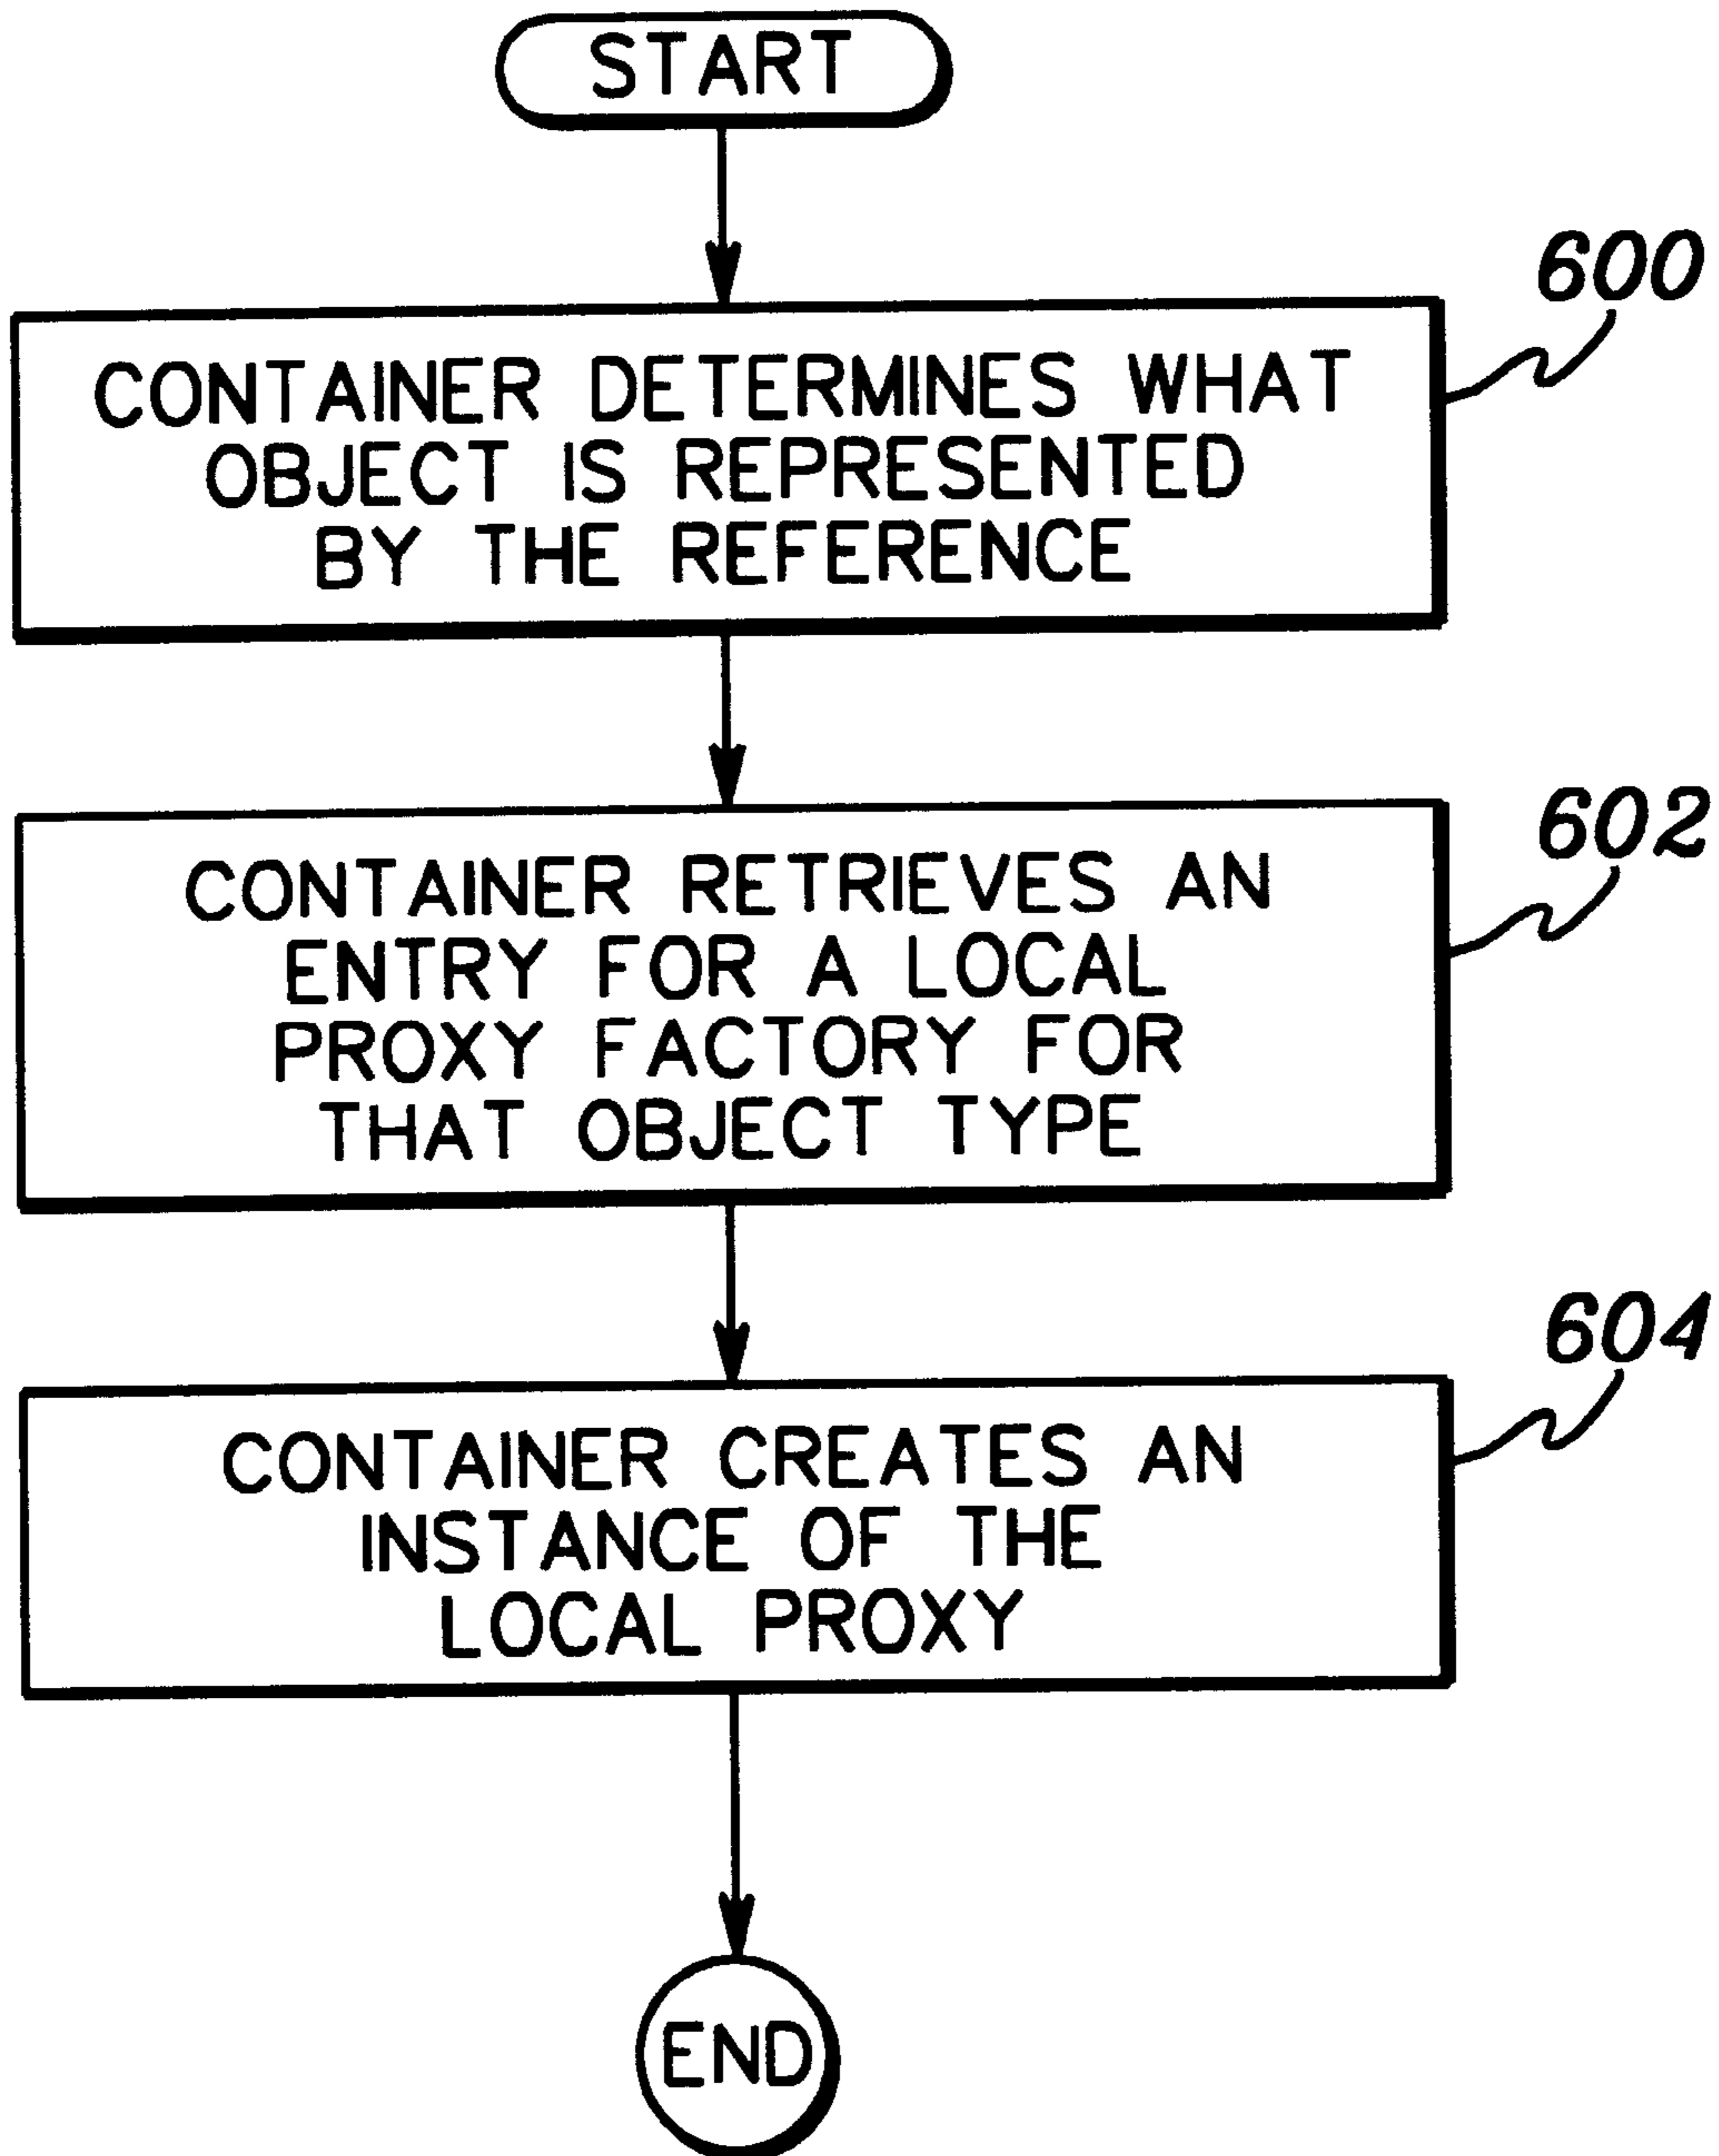 START
600
CONTAINER DETERMINES WHAT
OBJECT IS REPRESENTED
BY THE REFERENCE
602
CONTAINER RETRIEVES AN
ENTRY FOR A LOCAL
PROXY FACTORY FOR
THAT OBJECT TYPE
604
CONTAINER CREATES AN
INSTANCE OF THE
LOCAL PROXY
END